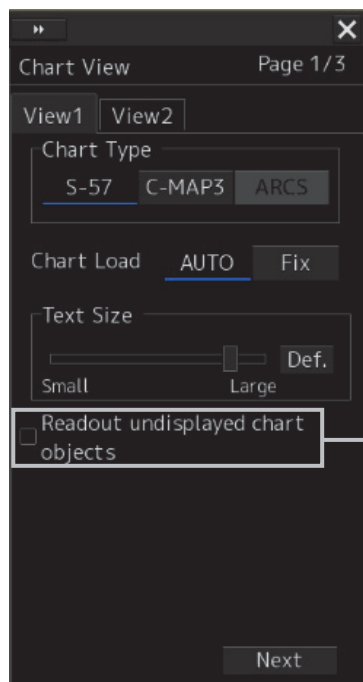 Chart View Page 1/3
View1 View2
Chart Type
S-57 C-MAP3 ARCS
Chart Load AUTO Fix
Text Size
Def.
Small Large
Readout undisplayed chart
objects
Next